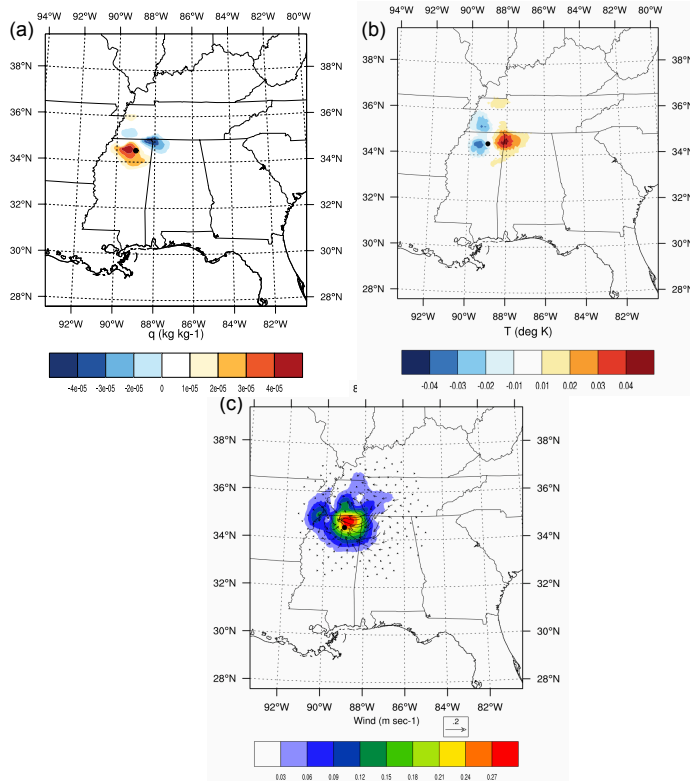 (a)
94°W 92°W 90°W 88°W 86°W 84°W 82°W 80°W
38°N 38°N
36°N 36°N
34°N 34°N
32°N 32°N
30°N 30°N
28°N 28°N
92°W 90°W 88°W 86°W 84°W 82°W
q (kg kg-1)
-4e-05 -3e-05 -2e-05 0 1e-05 2e-05 3e-05 4e-05
(b)
94°W 92°W 90°W 88°W 86°W 84°W 82°W 80°W
38°N 38°N
36°N 36°N
34°N 34°N
32°N 32°N
30°N 30°N
28°N 28°N
92°W 90°W 88°W 86°W 84°W 82°W
T (deg K)
-0.04 -0.03 -0.02 -0.01 0.01 0.02 0.03 0.04
8
(c)
38°N 38°N
36°N 36°N
34°N 34°N
32°N 32°N
30°N 30°N
28°N 28°N
92°W 90°W 88°W 86°W 84°W 82°W
Wind (m sec-1) .2
0.03 0.06 0.09 0.12 0.15 0.18 0.21 0.24 0.27